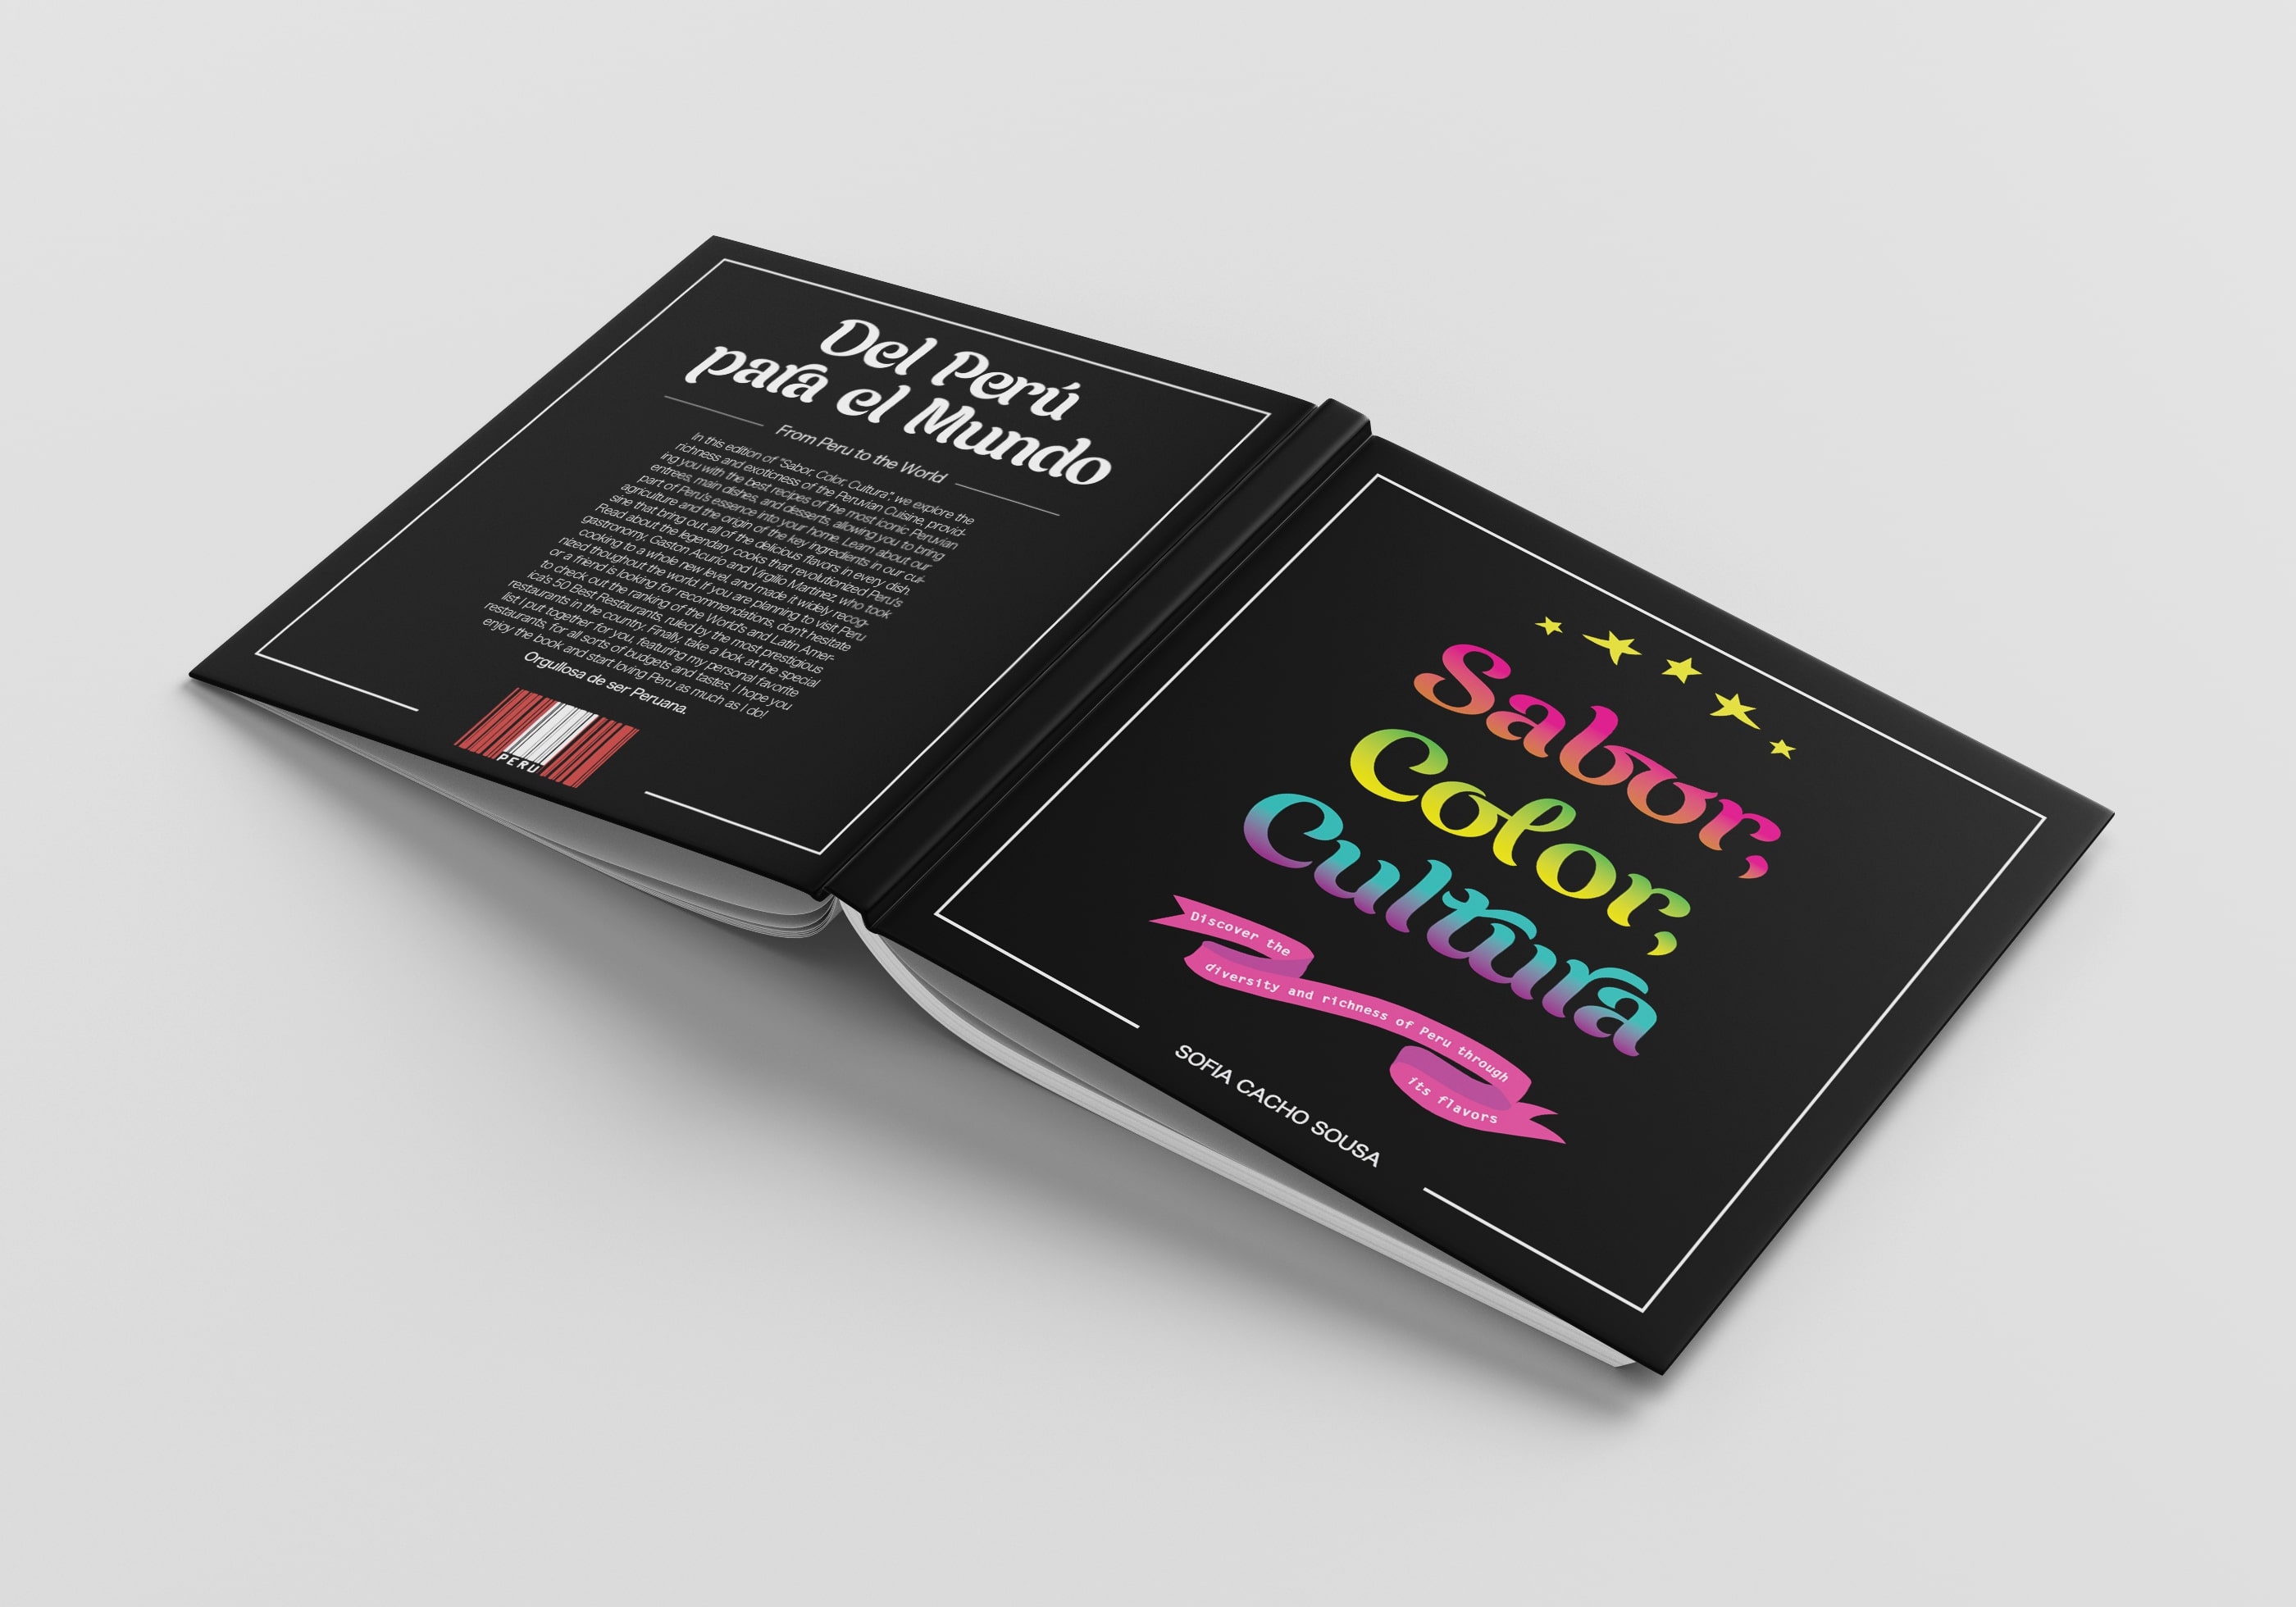 Del Perú
para el Mundo
From Peru to the World
In this edition of "Sabor, Color, Cultura", we explore the
richness and exoticness of the Peruvian Cuisine, provid-
ing you with the best recipes of the most iconic Peruvian
entrees, main dishes, and desserts, allowing you to bring
part of Peru's essence into your home. Learn about our
agriculture and the origin of the key ingredients in our cui-
sine that bring out all of the delicious flavors in every dish.
Read about the legendary cooks that revolutionized Peru's
gastronomy, Gaston Acurio and Virgilio Martinez, who took
cooking to a whole new level, and made it widely recog-
nized thoughout the world. If you are planning to visit Peru
or a friend is looking for recommendations, don't hesitate
to check out the ranking of the World's and Latin Amer-
ica's 50 Best Restaurants, ruled by the most prestigious
restaurants in the country. Finally, take a look at the special
list I put together for you, featuring my personal favorite
restaurants, for all sorts of budgets and tastes. I hope you
enjoy the book and start loving Peru as much as I do!
Orgullosa de ser Peruana.
PERU
Sabor,
Color,
Cultura
Discover the
diversity and richness of Peru through
its flavors
SOFIA CACHO SOUSA